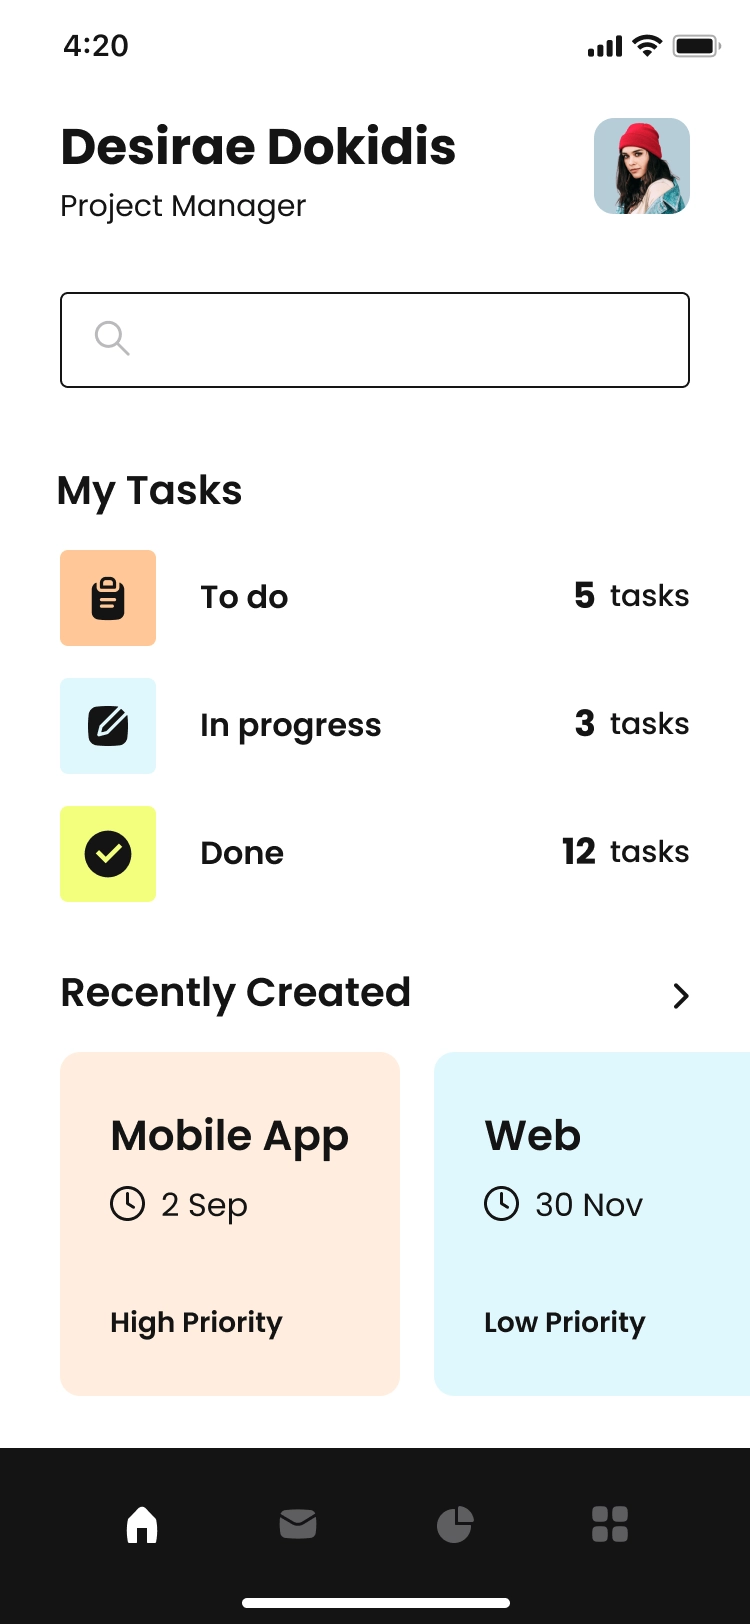 4:20
Desirae Dokidis
Project Manager
My Tasks
To do 5 tasks
In progress 3 tasks
Done 12 tasks
Recently Created
Mobile App
2 Sep
High Priority
Web
30 Nov
Low Priority